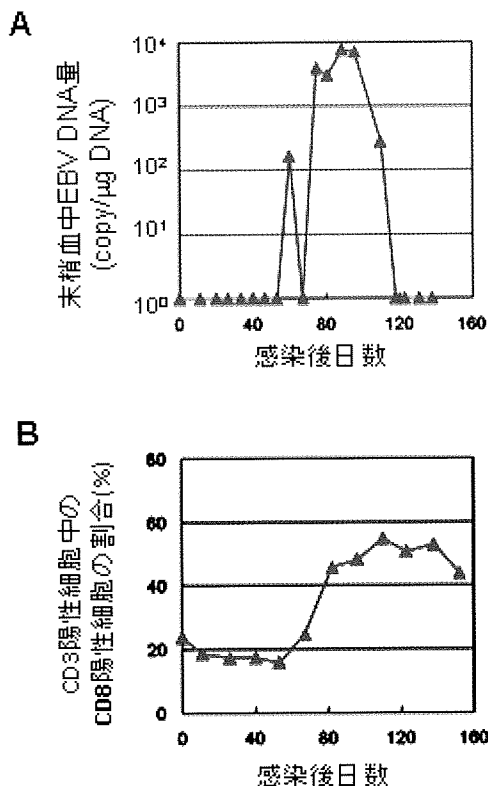 A
末梢血中EBV DNA量
(copy/μg DNA)
10⁴
10³
10²
10¹
10⁰
0 40 80 120 160
感染後日数
B
CD3陽性細胞中の
CD8陽性細胞の割合(%)
80
60
40
20
0
0 40 80 120 160
感染後日数